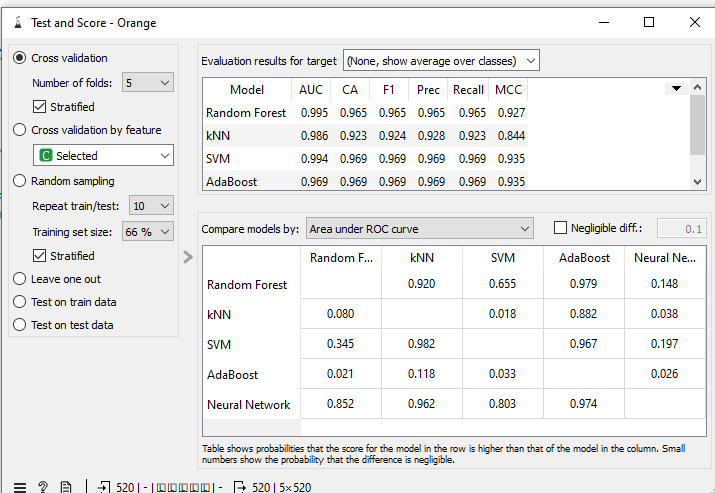 Test and Score - Orange
Cross validation
Number of folds: 5
Stratified
Cross validation by feature
C Selected
Random sampling
Repeat train/test: 10
Training set size: 66 %
Stratified
Leave one out
Test on train data
Test on test data
Evaluation results for target (None, show average over classes)
Model AUC CA F1 Prec Recall MCC
Random Forest 0.995 0.965 0.965 0.965 0.965 0.927
kNN 0.986 0.923 0.924 0.928 0.923 0.844
SVM 0.994 0.969 0.969 0.969 0.969 0.935
AdaBoost 0.969 0.969 0.969 0.969 0.969 0.935
Compare models by: Area under ROC curve Negligible diff.: 0.1
Random F... kNN SVM AdaBoost Neural Ne...
Random Forest 0.920 0.655 0.979 0.148
kNN 0.080 0.018 0.882 0.038
SVM 0.345 0.982 0.967 0.197
AdaBoost 0.021 0.118 0.033 0.026
Neural Network 0.852 0.962 0.803 0.974
Table shows probabilities that the score for the model in the row is higher than that of the model in the column. Small
numbers show the probability that the difference is negligible.
? 520 | - | - 520 | 5×520